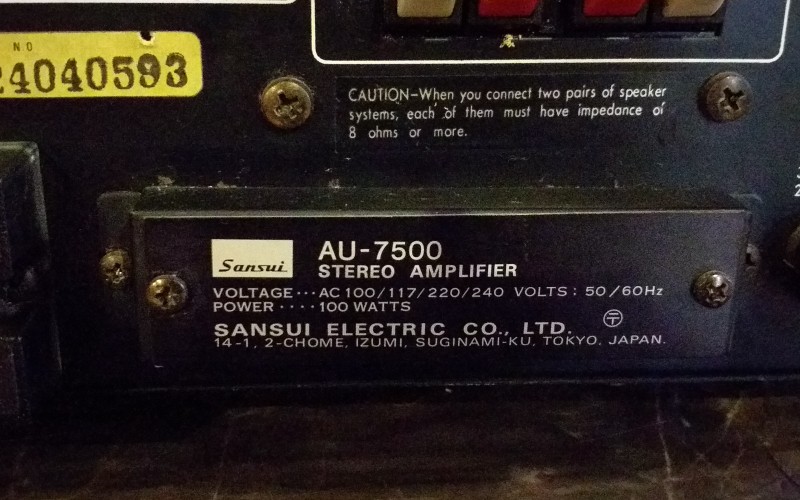 NO
24040593
CAUTION-When you connect two pairs of speaker
systems, each of them must have impedance of
8 ohms or more.
Sansui
AU-7500
STEREO AMPLIFIER
VOLTAGE···AC 100/117/220/240 VOLTS: 50/60Hz
POWER ····100 WATTS
SANSUI ELECTRIC CO., LTD. 〒
14-1, 2-CHOME, IZUMI, SUGINAMI-KU, TOKYO. JAPAN.